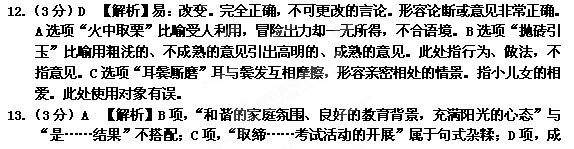 12.（3分）D 【解析】易：改变。完全正确，不可更改的言论。形容论断或意见非常正确。
A选项“火中取栗”比喻受人利用，冒险出力却一无所得，不合语境。B选项“抛砖引
玉”比喻用粗浅的、不成熟的意见引出高明的、成熟的意见。此处指行为、做法，不
指意见。C选项“耳鬓厮磨”耳与鬓发互相摩擦，形容亲密相处的情景。指小儿女的相
爱。此处使用对象有误。
13.（3分）A 【解析】B项，“和谐的家庭氛围、良好的教育背景，充满阳光的心态”与
“是……结果”不搭配；C项，“取缔……考试活动的开展”属于句式杂糅；D项，成